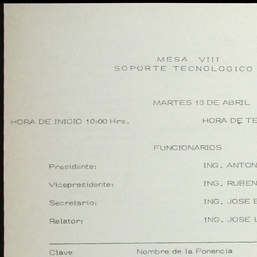 MESA VIII
SOPORTE TECNOLOGICO
MARTES 13 DE ABRIL
HORA DE INICIO 10:00 Hrs. HORA DE TE
FUNCIONARIOS
Presidente: ING. ANTON
Vicepresidente: ING. RUBEN
Secretario: ING. JOSE
Relator: ING. JOSE
Clave Nombre de la Ponencia